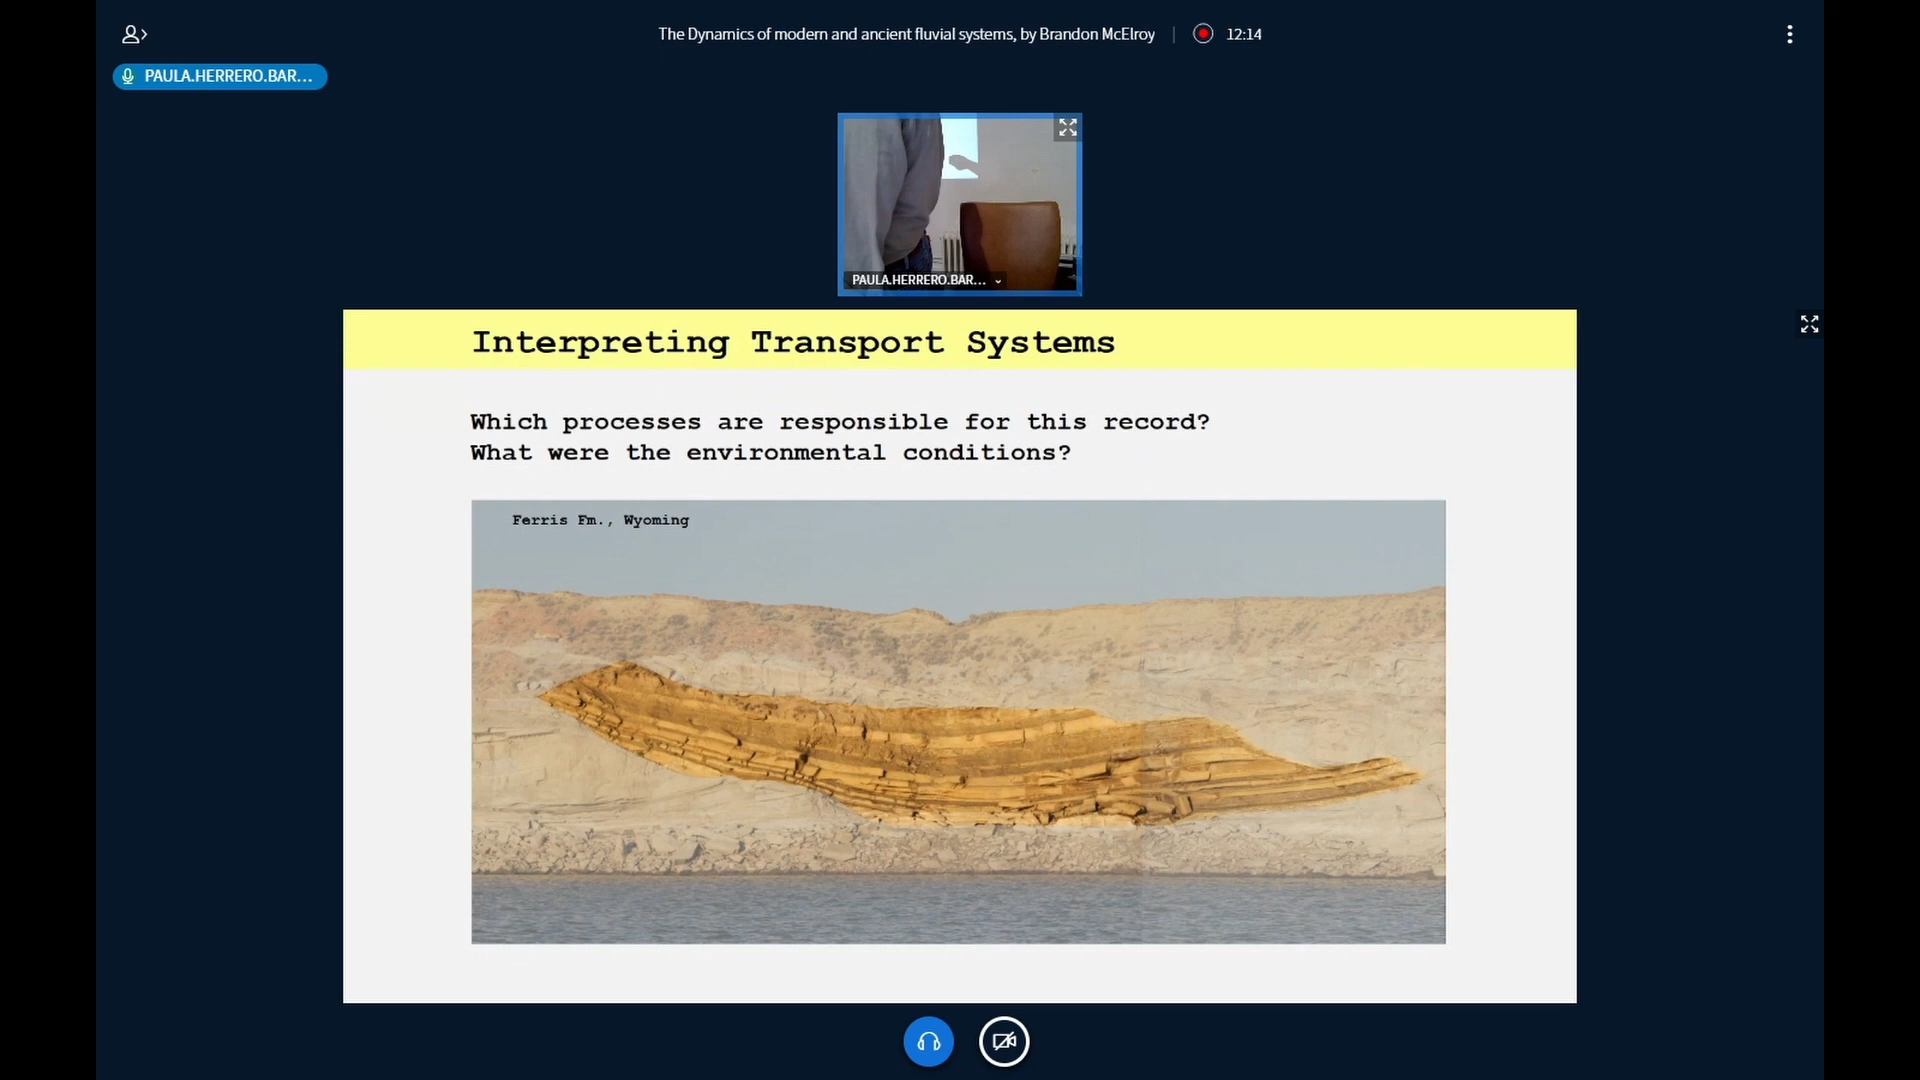 The Dynamics of modern and ancient fluvial systems, by Brandon McElroy
12:14
PAULA.HERRERO.BAR...
PAULA.HERRERO.BAR...
Interpreting Transport Systems
Which processes are responsible for this record?
What were the environmental conditions?
Ferris Fm., Wyoming